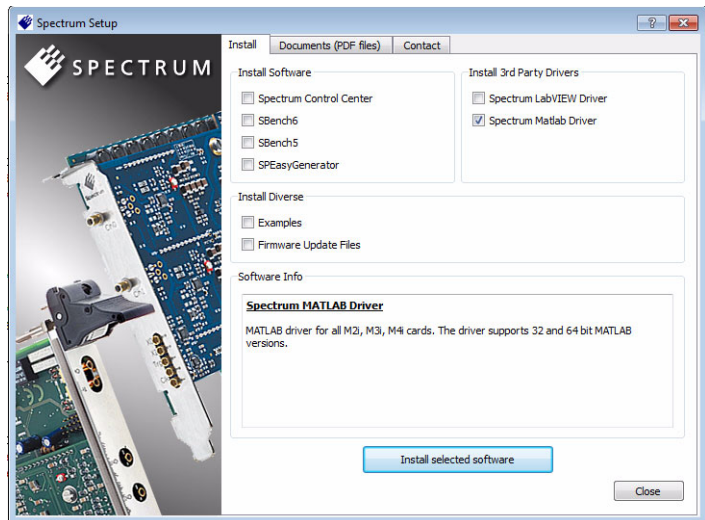 Spectrum Setup
SPECTRUM
Install
Documents (PDF files)
Contact
Install Software
Spectrum Control Center
SBench6
SBench5
SPEasyGenerator
Install 3rd Party Drivers
Spectrum LabVIEW Driver
Spectrum Matlab Driver
Install Diverse
Examples
Firmware Update Files
Software Info
Spectrum MATLAB Driver
MATLAB driver for all M2i, M3i, M4i cards. The driver supports 32 and 64 bit MATLAB
versions.
Install selected software
Close